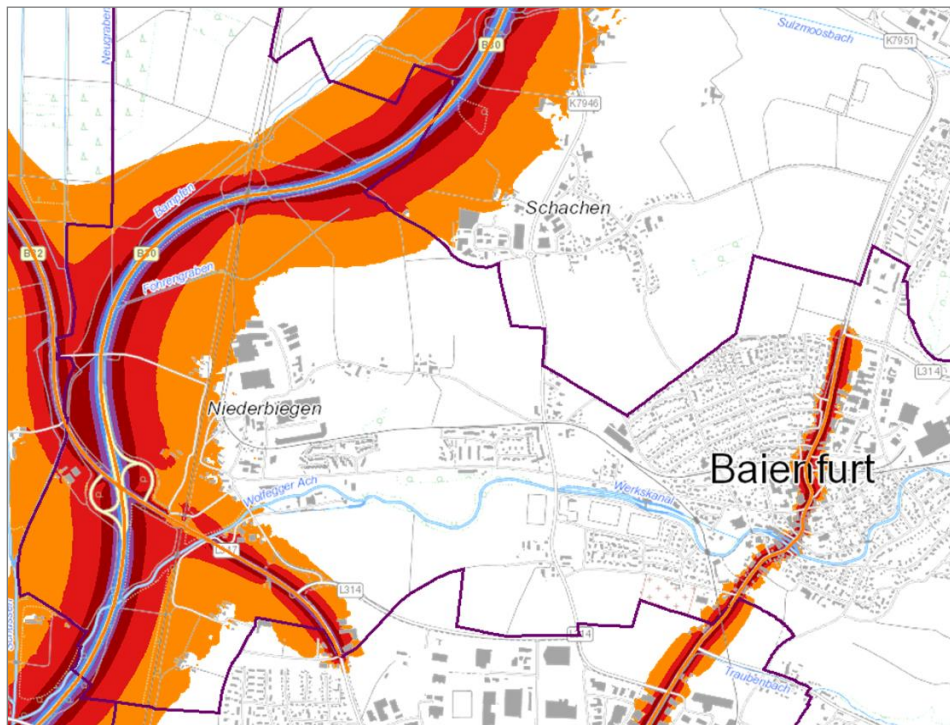 Neugraben
B30
Sulzmoosbach
K7951
K7946
Bampfen
Schachen
B32
B30
Föhrengraben
L314
Niederbiegen
Baienfurt
Wolfegger Ach
Werkskanal
L314
L314
Traubenbach